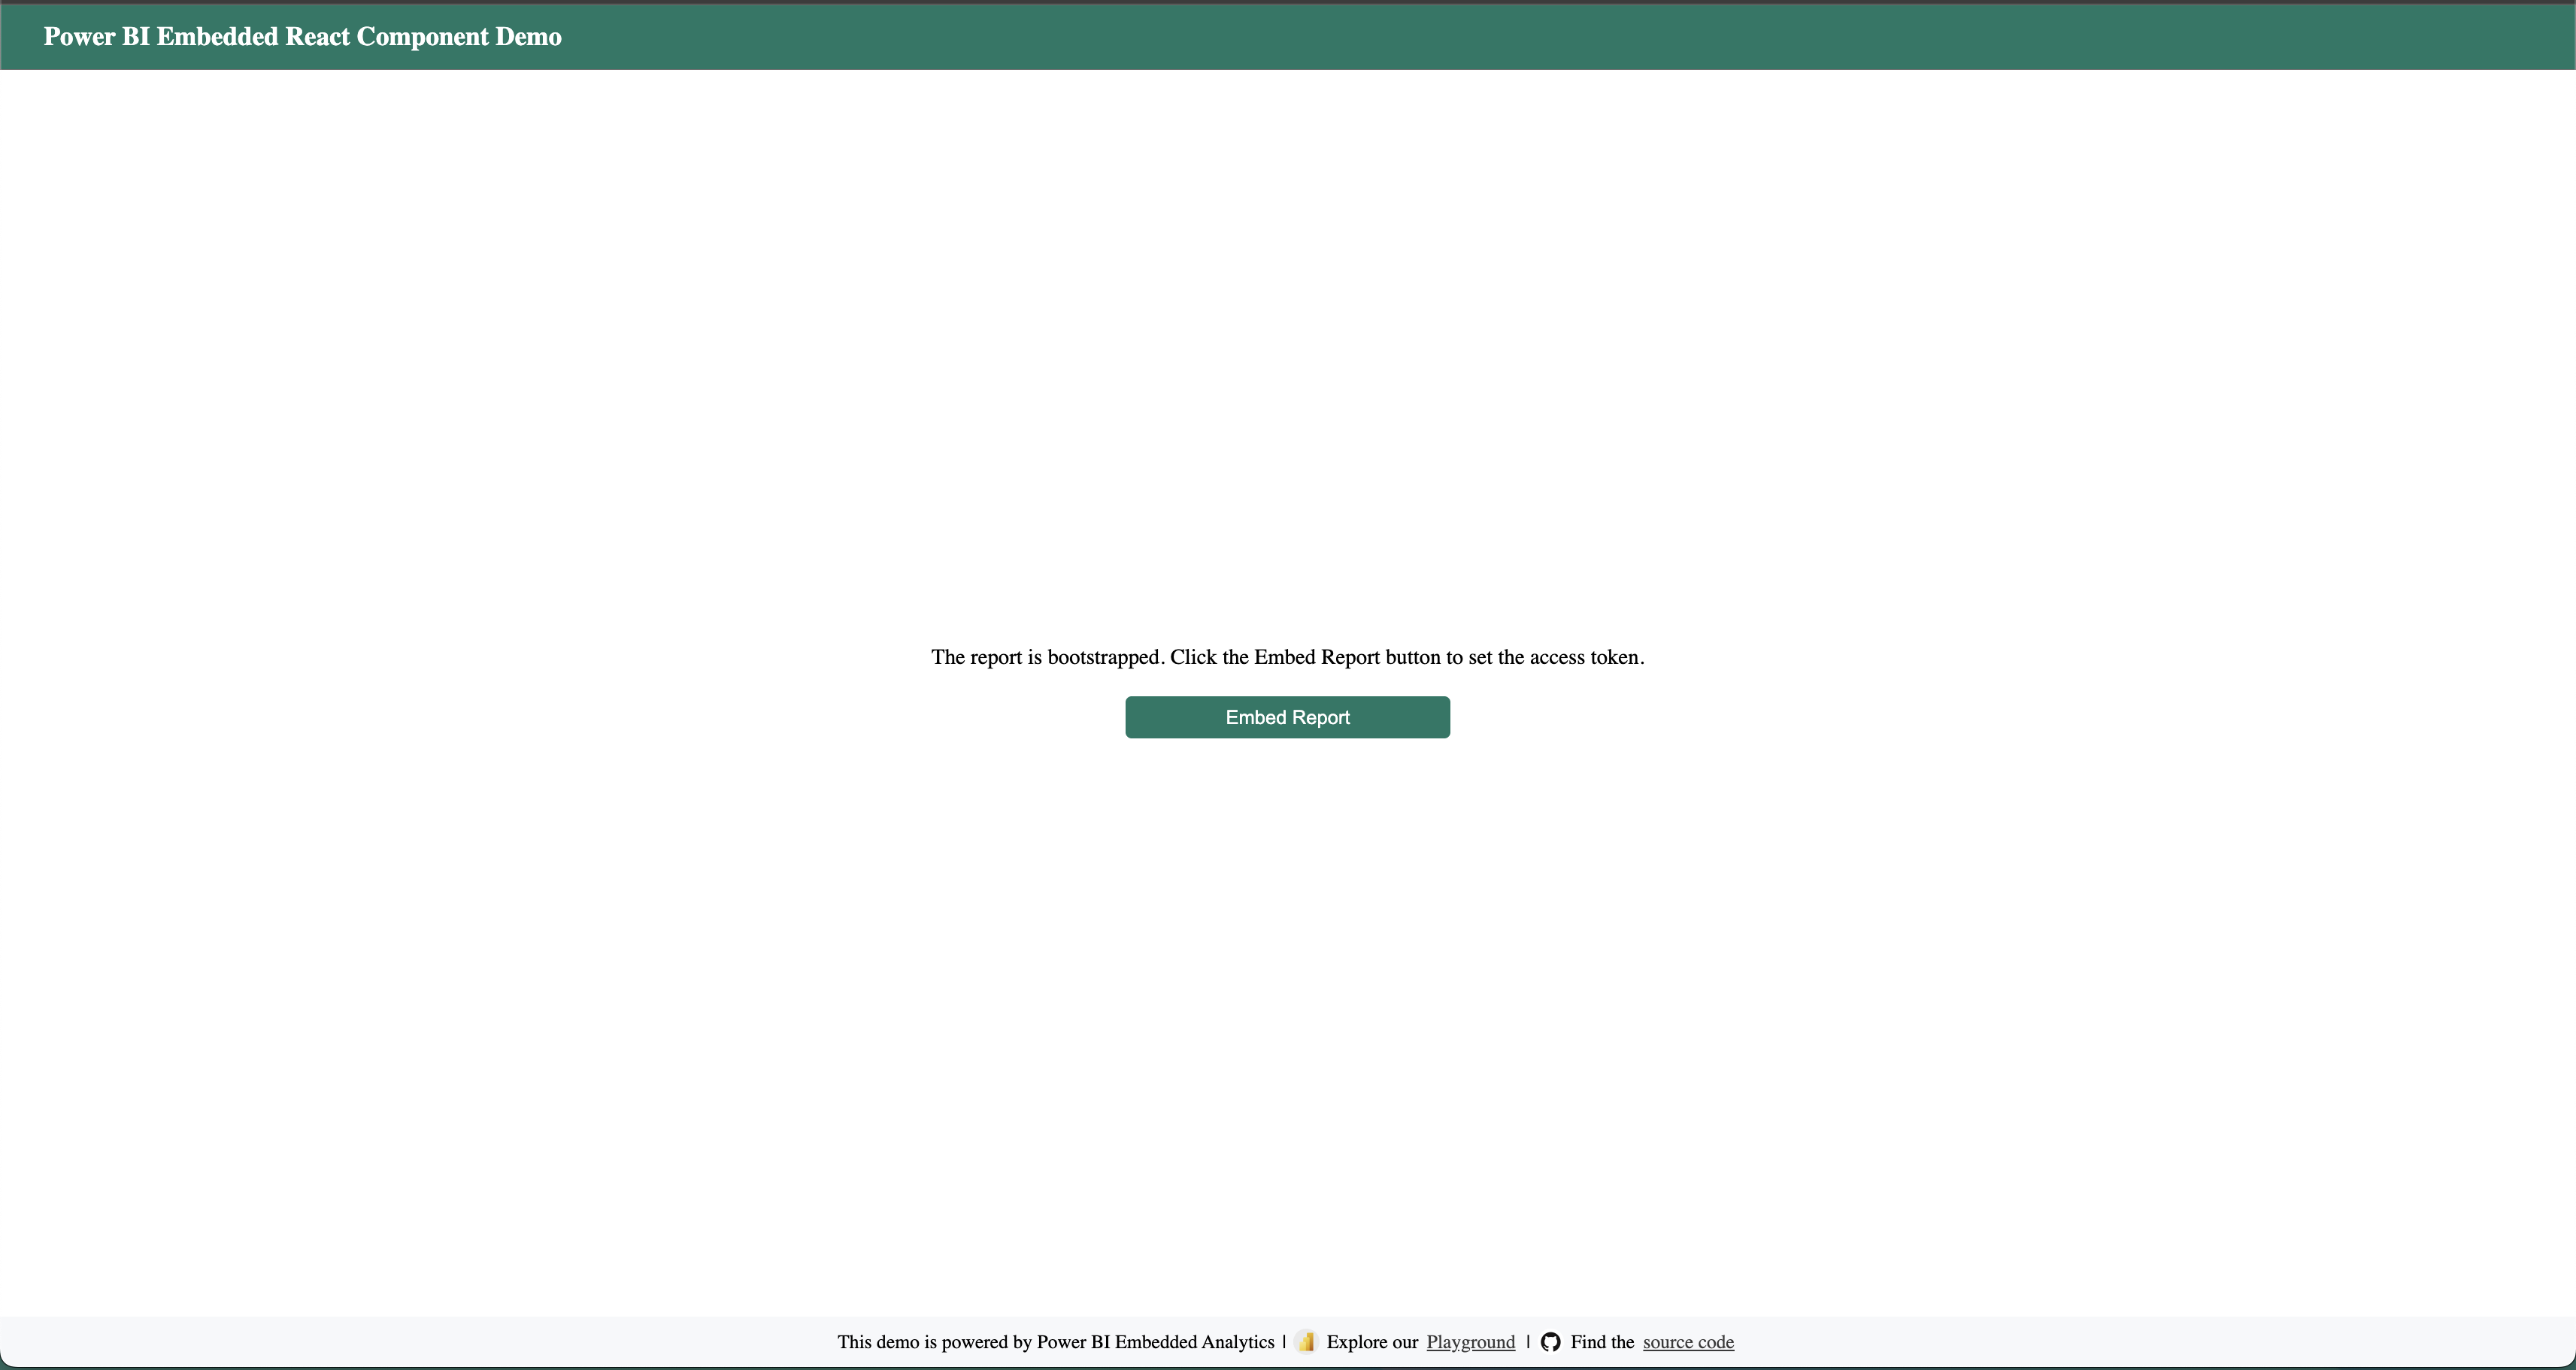 Power BI Embedded React Component Demo
The report is bootstrapped. Click the Embed Report button to set the access token.
Embed Report
This demo is powered by Power BI Embedded Analytics | Explore our Playground | Find the source code